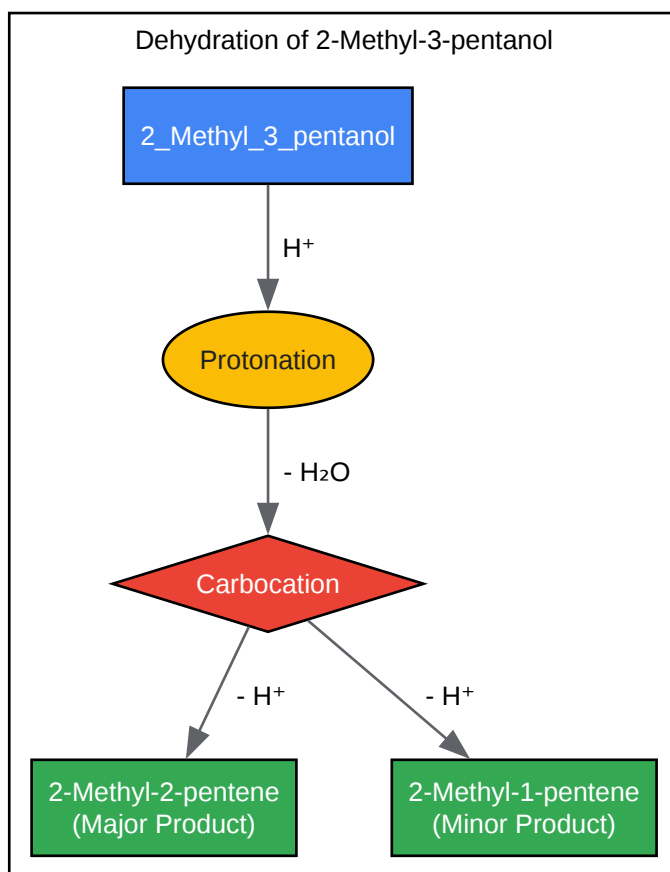 Dehydration of 2-Methyl-3-pentanol
2_Methyl_3_pentanol
H⁺
Protonation
- H₂O
Carbocation
- H⁺
- H⁺
2-Methyl-2-pentene
(Major Product)
2-Methyl-1-pentene
(Minor Product)